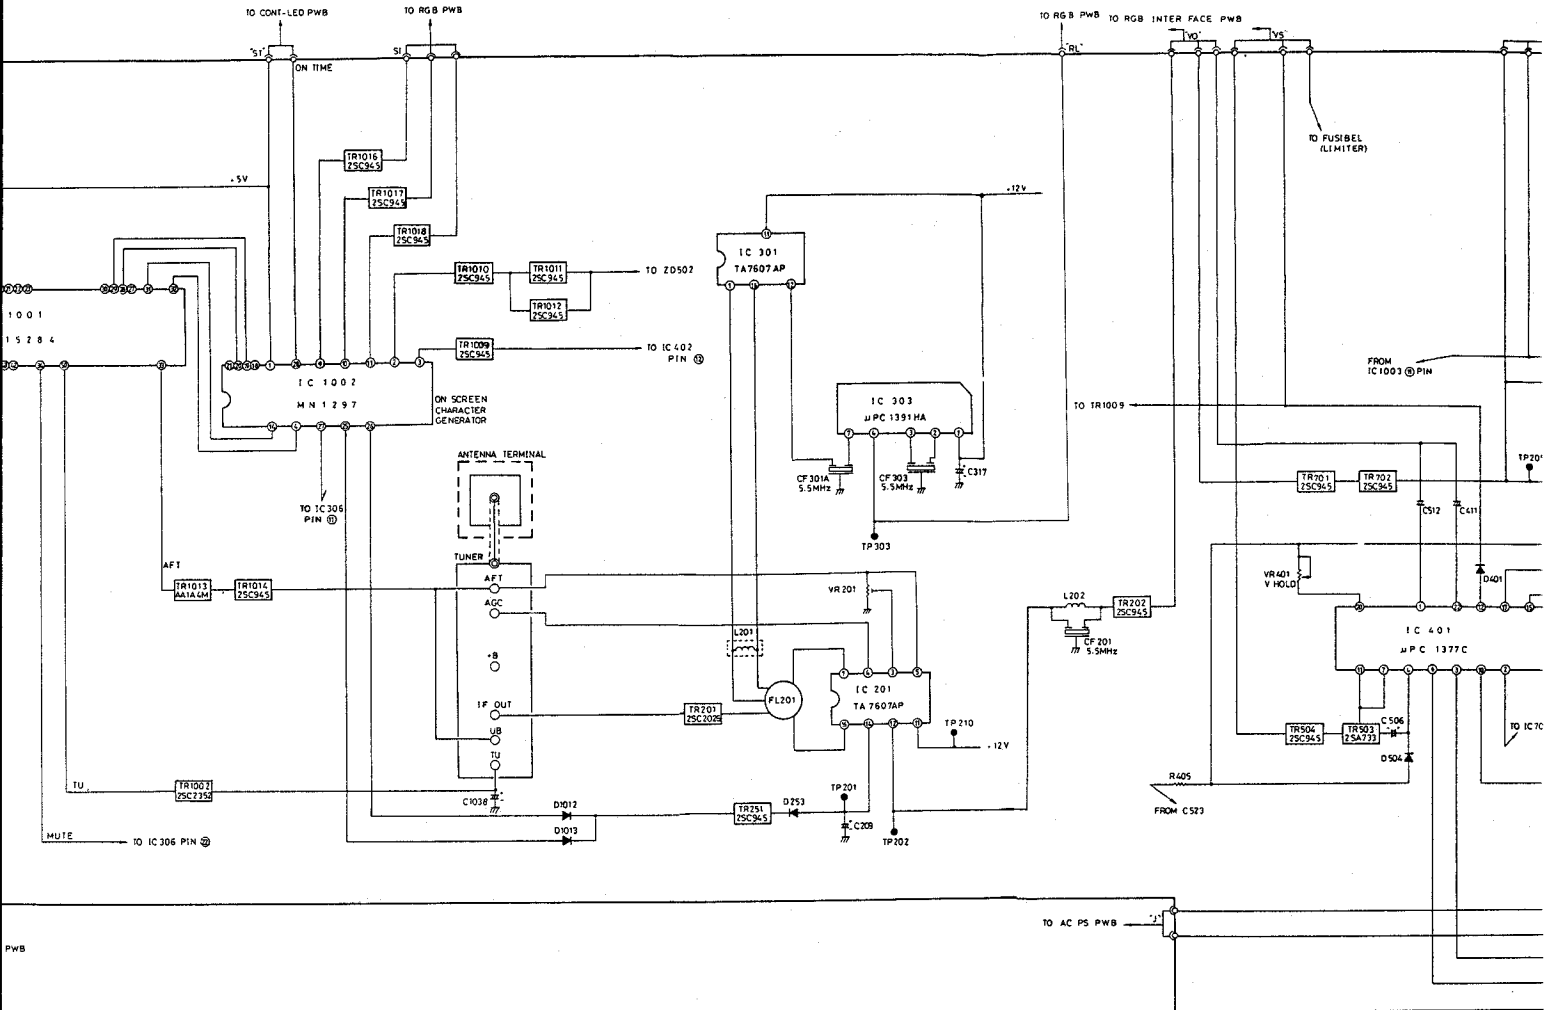 TO CONT-LED PWB
TO RGB PWB
TO RGB PWB
TO RGB INTER FACE PWB
"ST"
SI
"RL"
"VO"
"VS"
ON TIME
TO FUSIBEL
(LIMITER)
TR1016
2SC945
+5V
TR1017
2SC945
+12V
TR1018
2SC945
IC 301
TA7607AP
TR1010
2SC945
TR1011
2SC945
TO ZD502
TR1012
2SC945
1001
15284
TR1009
2SC945
TO IC402
PIN ⑫
FROM
IC1003 PIN
IC 1002
MN1297
ON SCREEN
CHARACTER
GENERATOR
IC 303
µPC1391HA
TO TR1009
ANTENNA TERMINAL
CF301A
5.5MHz
CF303
5.5MHz
C317
TP20
TR701
2SC945
TR702
2SC945
TO IC306
PIN ⑪
C512
C411
TP303
TUNER
AFT
AFT
TR1013
AA1A4M
TR1014
2SC945
AGC
VR201
L202
TR202
2SC945
VR401
V HOLD
D401
CF201
5.5MHz
IC 401
µPC 1377C
L201
+B
FL201
IC 201
TA 7607AP
IF OUT
TR201
2SC2029
UB
TP210
+12V
TR504
2SC945
TR503
2SA733
C506
TO IC70
D504
TU
TU
TR1002
2SC2352
C1038
R405
FROM C523
TP201
D1012
TR251
2SC945
D253
C209
TP202
D1013
MUTE
TO IC306 PIN ㉒
TO AC PS PWB
"J"
PWB